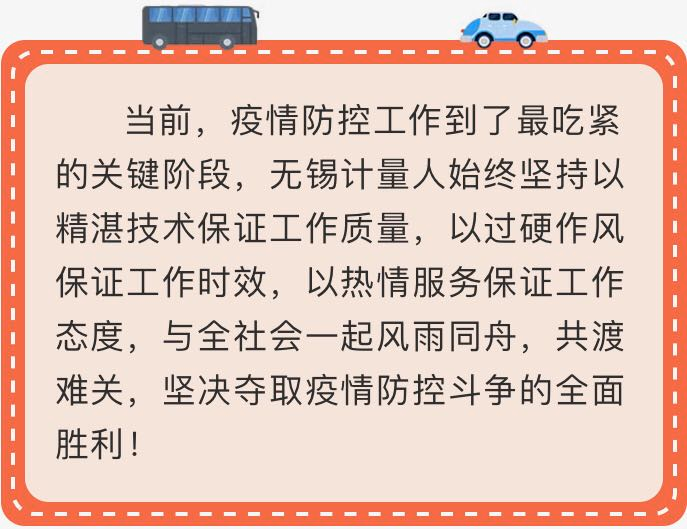 当前，疫情防控工作到了最吃紧
的关键阶段，无锡计量人始终坚持以
精湛技术保证工作质量，以过硬作风
保证工作时效，以热情服务保证工作
态度，与全社会一起风雨同舟，共渡
难关，坚决夺取疫情防控斗争的全面
胜利！